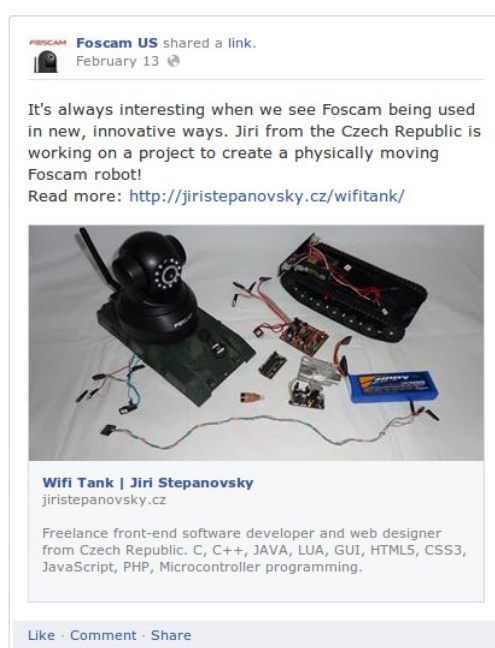 FOSCAM
Foscam US shared a link.
February 13
It's always interesting when we see Foscam being used
in new, innovative ways. Jiri from the Czech Republic is
working on a project to create a physically moving
Foscam robot!
Read more: http://jiristepanovsky.cz/wifitank/
FOSCAM
Wifi Tank | Jiri Stepanovsky
jiristepanovsky.cz
Freelance front-end software developer and web designer
from Czech Republic. C, C++, JAVA, LUA, GUI, HTML5, CSS3,
JavaScript, PHP, Microcontroller programming.
Like · Comment · Share